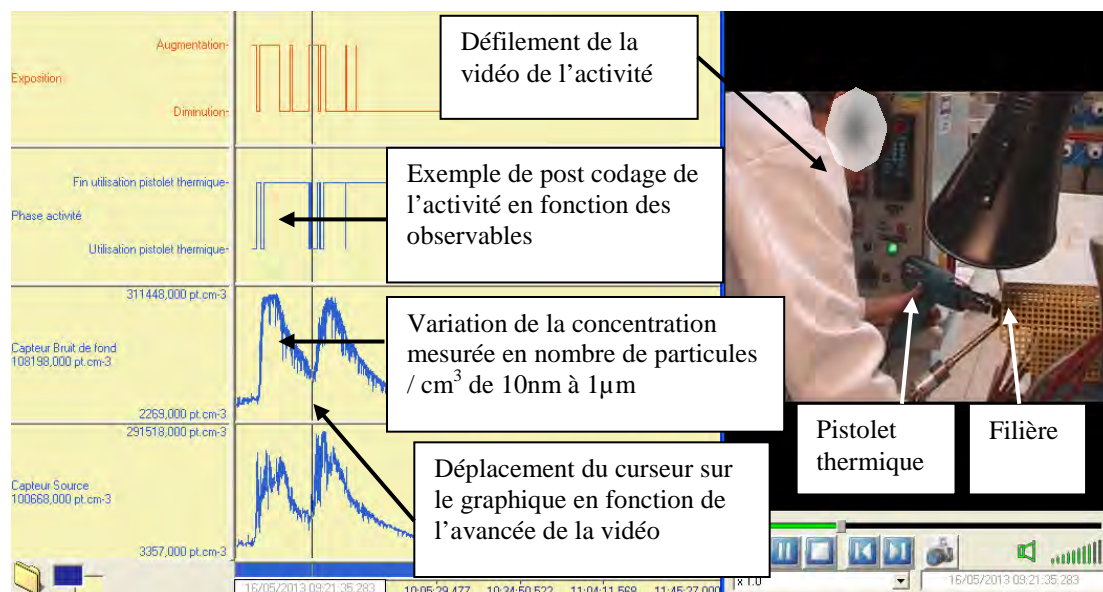 Augmentation-
Exposition
Diminution-
Fin utilisation pistolet thermique-
Phase activité
Utilisation pistolet thermique-
311448,000 pt.cm-3
Capteur Bruit de fond
108198,000 pt.cm-3
2269,000 pt.cm-3
291518,000 pt.cm-3
Capteur Source
100668,000 pt.cm-3
3357,000 pt.cm-3
16/05/2013 09:21:35.283
10:05:29.477
10:34:50.522
11:04:11.568
11:45:27.000
Défilement de la
vidéo de l’activité
Exemple de post codage de
l’activité en fonction des
observables
Variation de la concentration
mesurée en nombre de particules
/ cm³ de 10nm à 1µm
Déplacement du curseur sur
le graphique en fonction de
l’avancée de la vidéo
Pistolet
thermique
Filière
x 1.0
16/05/2013 09:21:35.283